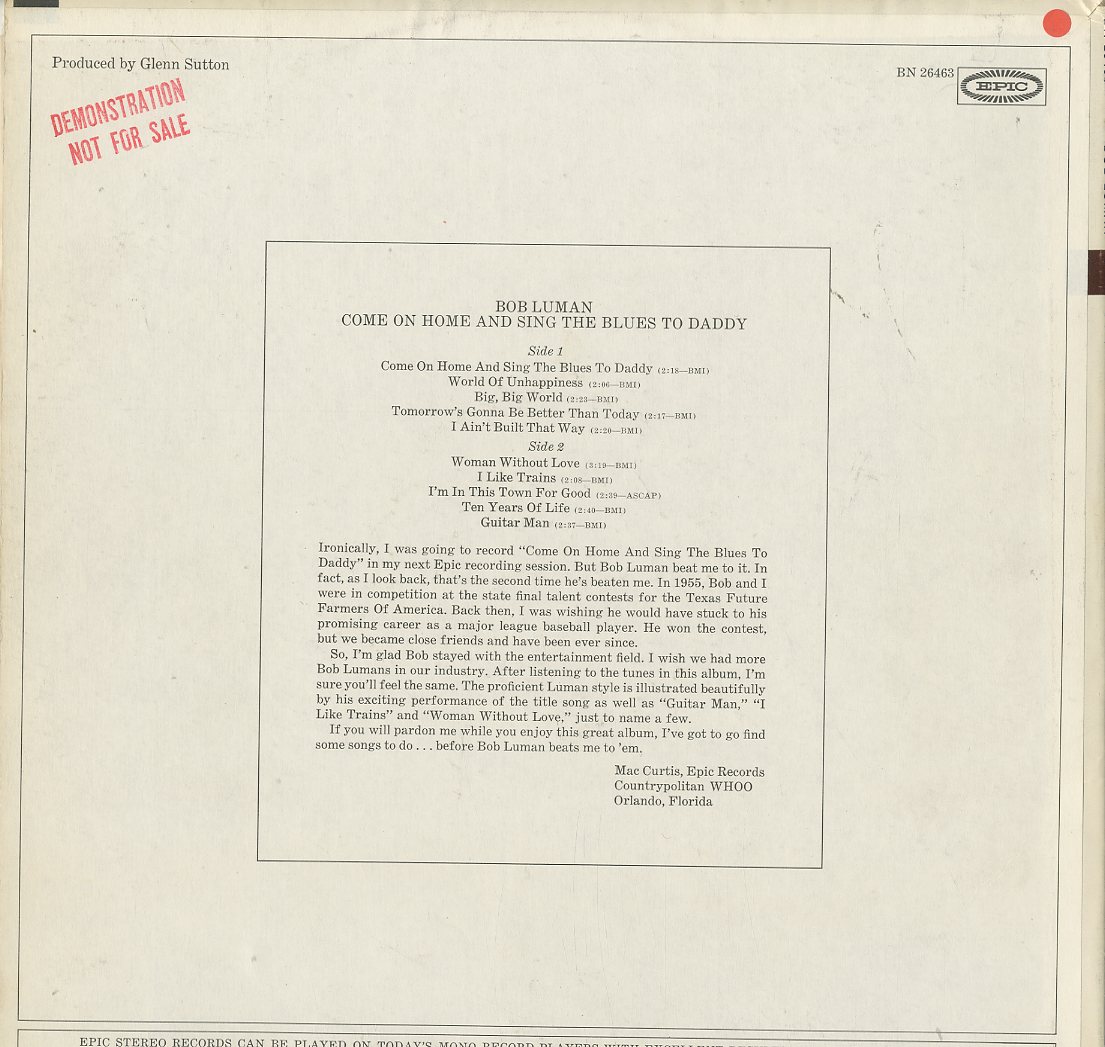 Produced by Glenn Sutton
BN 26463 EPIC
DEMONSTRATION
NOT FOR SALE
BOB LUMAN
COME ON HOME AND SING THE BLUES TO DADDY
Side 1
Come On Home And Sing The Blues To Daddy (2:18—BMI)
World Of Unhappiness (2:06—BMI)
Big, Big World (2:23—BMI)
Tomorrow's Gonna Be Better Than Today (2:17—BMI)
I Ain't Built That Way (2:20—BMI)
Side 2
Woman Without Love (3:19—BMI)
I Like Trains (2:08—BMI)
I'm In This Town For Good (2:39—ASCAP)
Ten Years Of Life (2:40—BMI)
Guitar Man (2:37—BMI)
Ironically, I was going to record "Come On Home And Sing The Blues To
Daddy" in my next Epic recording session. But Bob Luman beat me to it. In
fact, as I look back, that's the second time he's beaten me. In 1955, Bob and I
were in competition at the state final talent contests for the Texas Future
Farmers Of America. Back then, I was wishing he would have stuck to his
promising career as a major league baseball player. He won the contest,
but we became close friends and have been ever since.
So, I'm glad Bob stayed with the entertainment field. I wish we had more
Bob Lumans in our industry. After listening to the tunes in this album, I'm
sure you'll feel the same. The proficient Luman style is illustrated beautifully
by his exciting performance of the title song as well as "Guitar Man," "I
Like Trains" and "Woman Without Love," just to name a few.
If you will pardon me while you enjoy this great album, I've got to go find
some songs to do . . . before Bob Luman beats me to 'em.
Mac Curtis, Epic Records
Countrypolitan WHOO
Orlando, Florida
EPIC STEREO RECORDS CAN BE PLAYED ON TODAY'S MONO RECORD PLAYERS WITH EXCELLENT